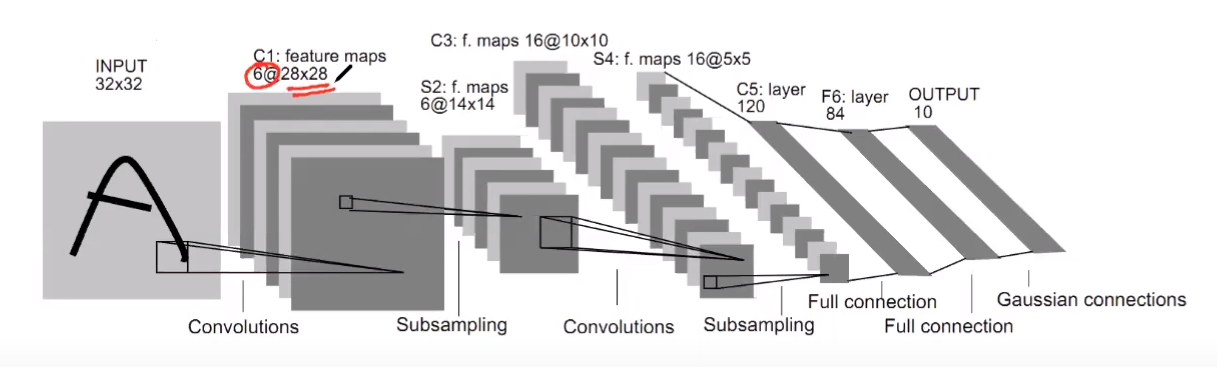 INPUT
32x32
C1: feature maps
6@28x28
S2: f. maps
6@14x14
C3: f. maps 16@10x10
S4: f. maps 16@5x5
C5: layer
120
F6: layer
84
OUTPUT
10
A
Convolutions
Subsampling
Convolutions
Subsampling
Full connection
Full connection
Gaussian connections